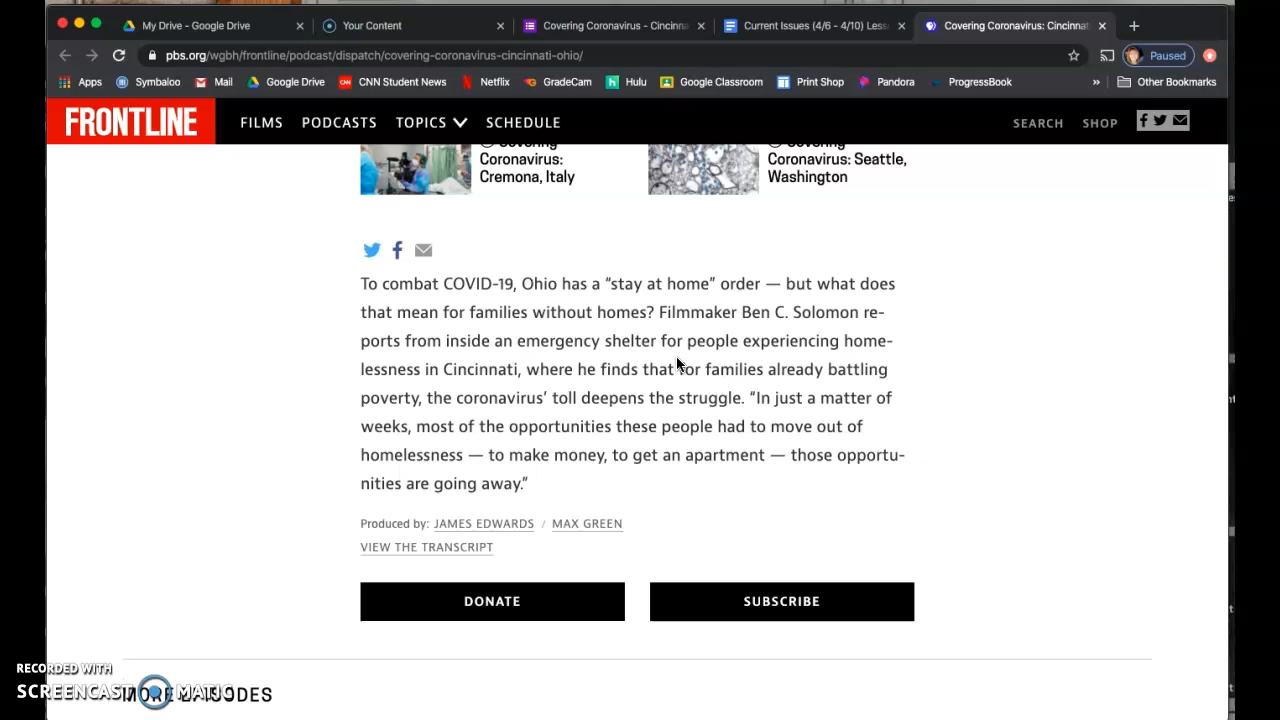 My Drive - Google Drive
Your Content
Covering Coronavirus - Cincinn
Current Issues (4/6 - 4/10) Less
Covering Coronavirus: Cincinnat
pbs.org/wgbh/frontline/podcast/dispatch/covering-coronavirus-cincinnati-ohio/
Paused
Apps Symbaloo Mail Google Drive CNN Student News Netflix GradeCam Hulu Google Classroom Print Shop Pandora ProgressBook » Other Bookmarks
FRONTLINE FILMS PODCASTS TOPICS SCHEDULE SEARCH SHOP
Covering
Coronavirus:
Cremona, Italy
Covering
Coronavirus: Seattle,
Washington
To combat COVID-19, Ohio has a “stay at home” order — but what does
that mean for families without homes? Filmmaker Ben C. Solomon re-
ports from inside an emergency shelter for people experiencing home-
lessness in Cincinnati, where he finds that for families already battling
poverty, the coronavirus’ toll deepens the struggle. “In just a matter of
weeks, most of the opportunities these people had to move out of
homelessness — to make money, to get an apartment — those opportu-
nities are going away.”
Produced by: JAMES EDWARDS / MAX GREEN
VIEW THE TRANSCRIPT
DONATE
SUBSCRIBE
RECORDED WITH
SCREENCAST MATIC
MORE EPISODES